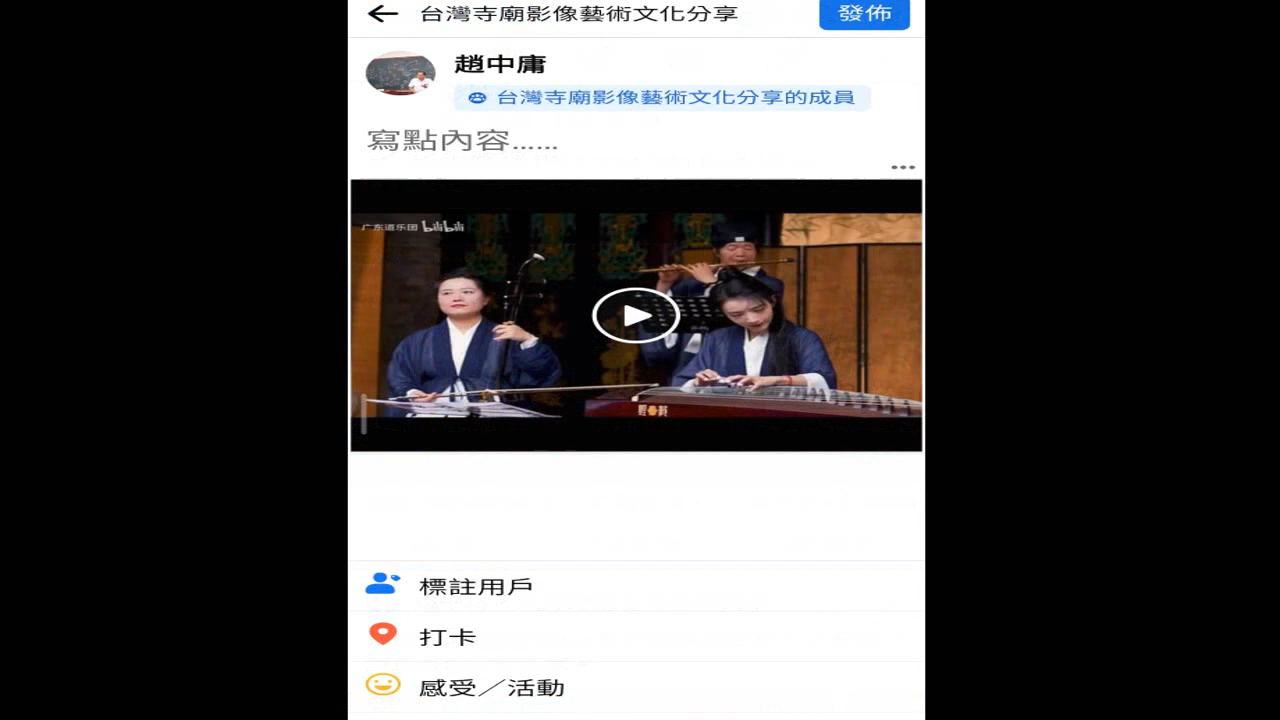 台灣寺廟影像藝術文化分享
發佈
趙中庸
台灣寺廟影像藝術文化分享的成員
寫點內容......
广东道乐团 bilibili
標註用戶
打卡
感受／活動